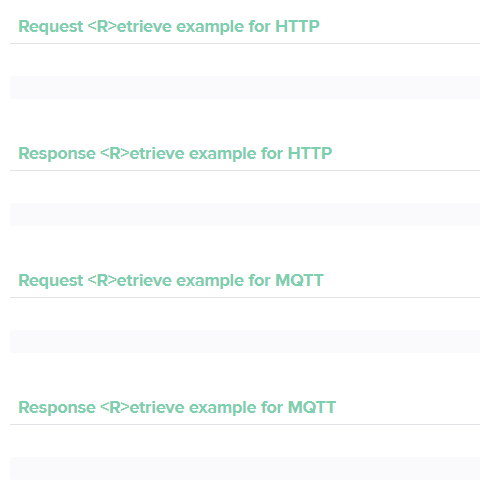 Request <R>etrieve example for HTTP
Response <R>etrieve example for HTTP
Request <R>etrieve example for MQTT
Response <R>etrieve example for MQTT